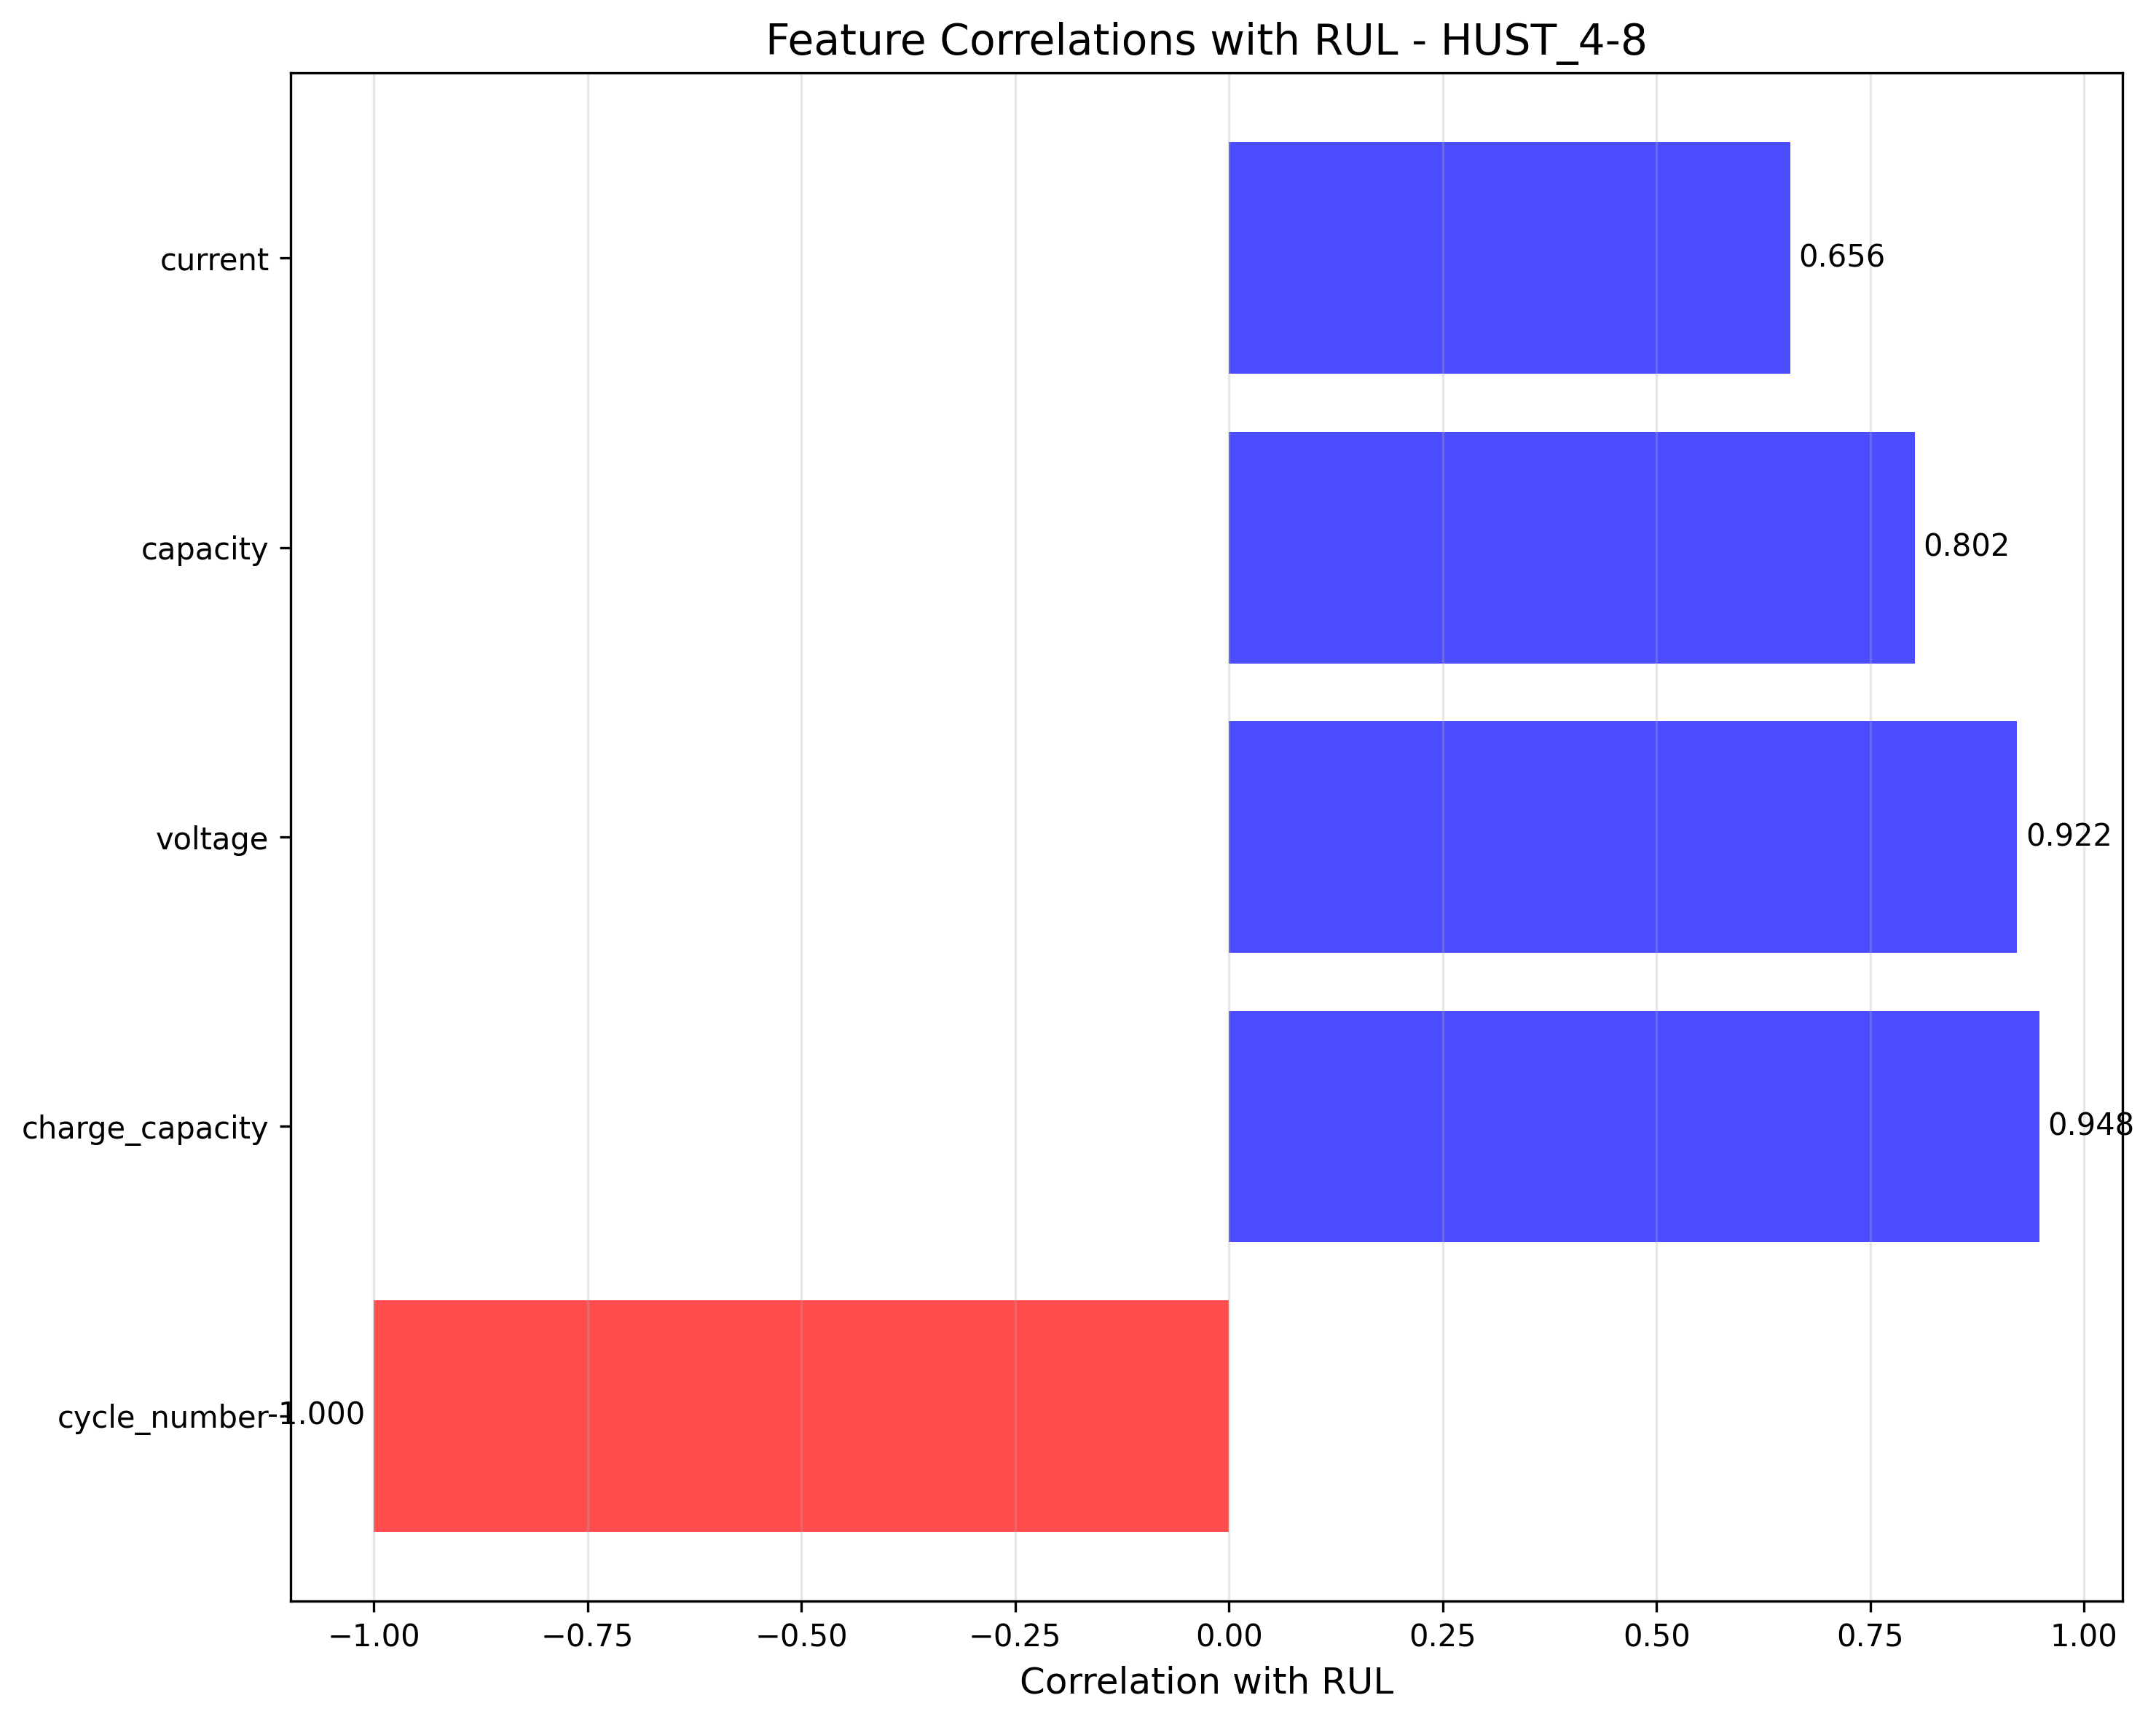 Feature Correlations with RUL - HUST_4-8
current
0.656
capacity
0.802
voltage
0.922
charge_capacity
0.948
cycle_number
-1.000
−1.00 −0.75 −0.50 −0.25 0.00 0.25 0.50 0.75 1.00
Correlation with RUL